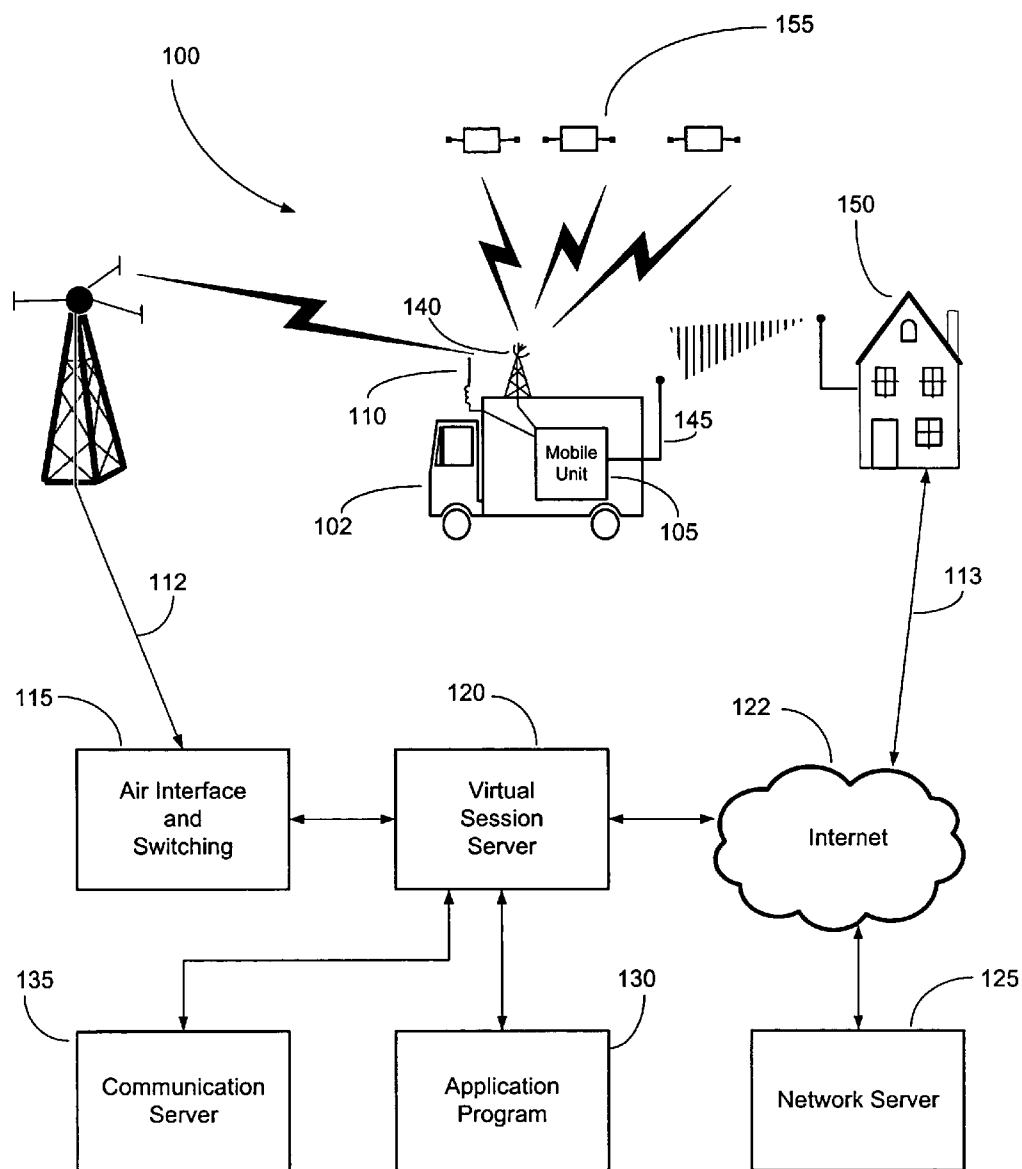 155
100
150
140
110
145
Mobile
Unit
102
105
112
113
115
120
122
Air Interface
and
Switching
Virtual
Session
Server
Internet
135
130
125
Communication
Server
Application
Program
Network Server